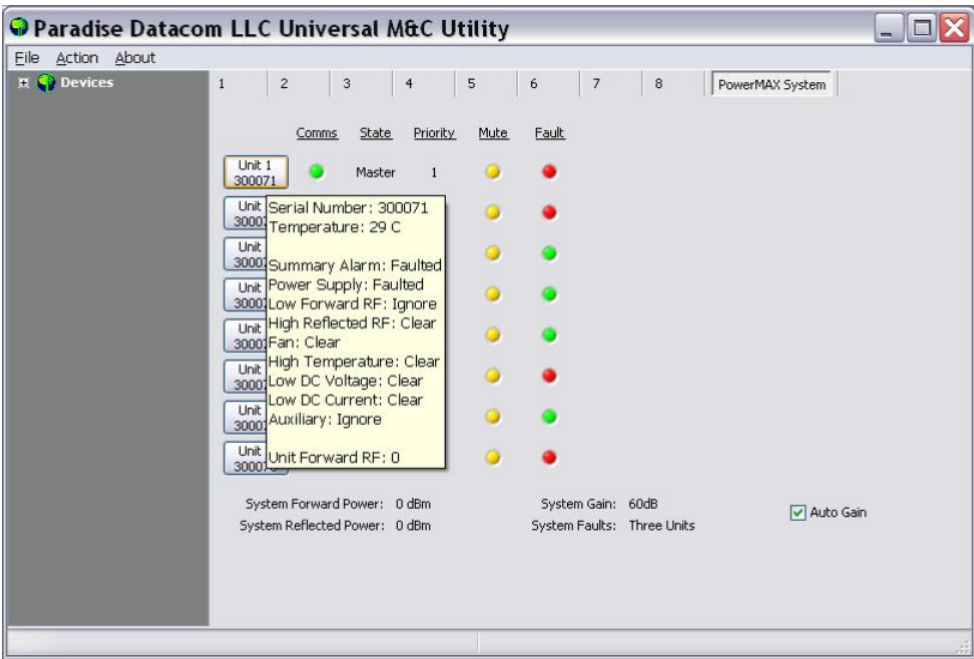 Paradise Datacom LLC Universal M&C Utility
File Action About
Devices
1 2 3 4 5 6 7 8 PowerMAX System
Comms State Priority Mute Fault
Unit 1
300071
Master 1
Unit
Unit
Unit
Unit
Unit
Unit
Unit
Serial Number: 300071
Temperature: 29 C
Summary Alarm: Faulted
Power Supply: Faulted
Low Forward RF: Ignore
High Reflected RF: Clear
Fan: Clear
High Temperature: Clear
Low DC Voltage: Clear
Low DC Current: Clear
Auxiliary: Ignore
Unit Forward RF: 0
System Forward Power: 0 dBm System Gain: 60dB
Auto Gain
System Reflected Power: 0 dBm System Faults: Three Units